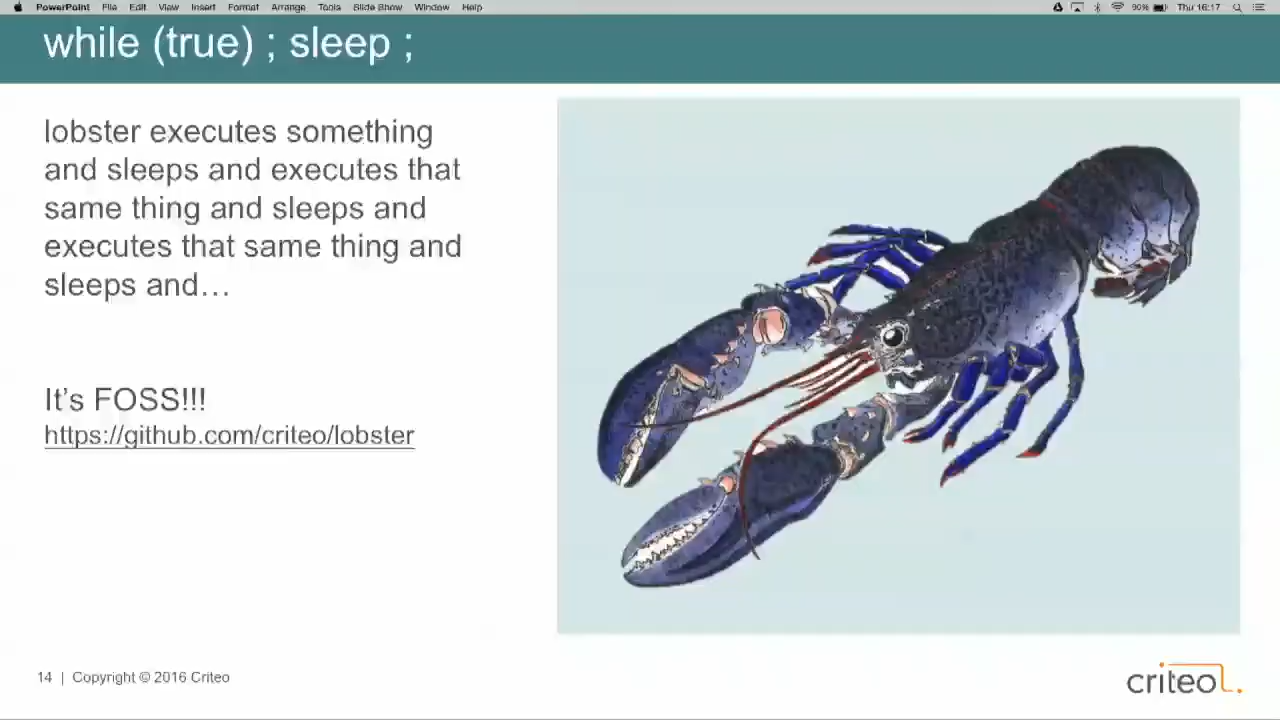 PowerPoint File Edit View Insert Format Arrange Tools Slide Show Window Help 90% Thu 16:17
while (true) ; sleep ;
lobster executes something
and sleeps and executes that
same thing and sleeps and
executes that same thing and
sleeps and…
It’s FOSS!!!
https://github.com/criteo/lobster
14 | Copyright © 2016 Criteo
criteo